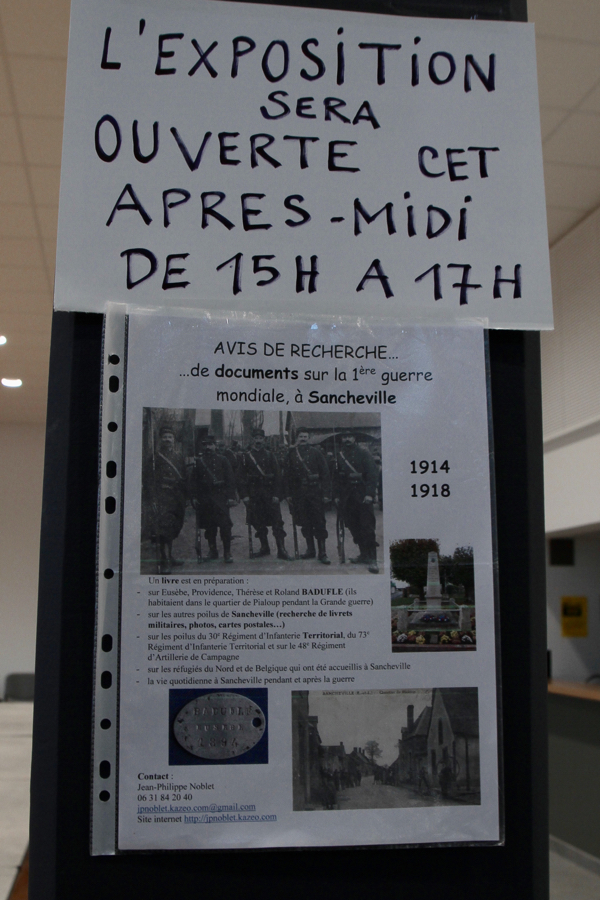 L'EXPOSITION
SERA
OUVERTE CET
APRES-MIDI
DE 15H A 17H
AVIS DE RECHERCHE...
...de documents sur la 1ère guerre
mondiale, à Sancheville
1914
1918
Un livre est en préparation :
- sur Eusèbe, Providence, Thérèse et Roland BADUFLE (ils
habitaient dans le quartier de Pialoup pendant la Grande guerre)
- sur les autres poilus de Sancheville (recherche de livrets
militaires, photos, cartes postales…)
- sur les poilus du 30e Régiment d'Infanterie Territorial, du 73e
Régiment d'Infanterie Territorial et sur le 48e Régiment
d'Artillerie de Campagne
- sur les réfugiés du Nord et de Belgique qui ont été accueillis à Sancheville
- la vie quotidienne à Sancheville pendant et après la guerre
BADUFLE
1894
Contact :
Jean-Philippe Noblet
06 31 84 20 40
jpnoblet.kazeo.com@gmail.com
Site internet http://jpnoblet.kazeo.com